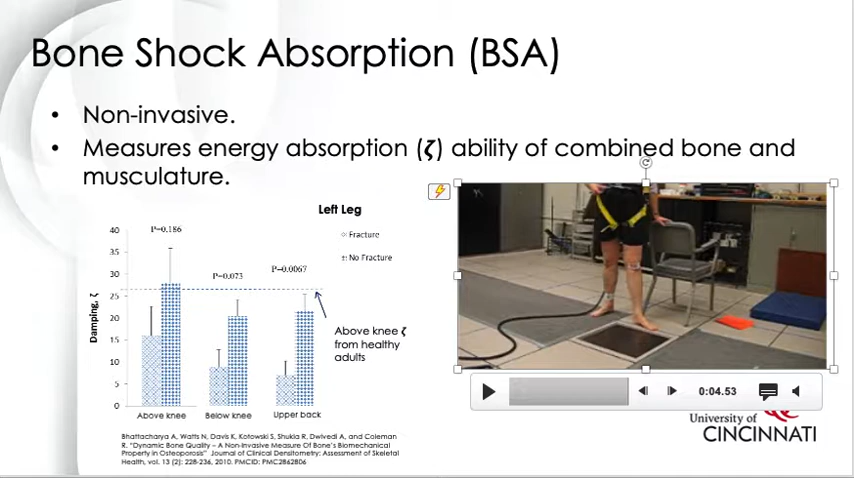 Bone Shock Absorption (BSA)
• Non-invasive.
• Measures energy absorption (ζ) ability of combined bone and
musculature.
Left Leg
Fracture
No Fracture
P=0.186
P=0.073
P=0.0067
40
35
30
25
20
15
10
5
0
Damping, ζ
Above knee ζ
from healthy
adults
Above knee
Below knee
Upper back
0:04.53
Bhattacharya A, Watts N, Davis K, Kotowski S, Shukla R, Dwivedi A, and Coleman
R. "Dynamic Bone Quality – A Non-Invasive Measure Of Bone's Biomechanical
Property in Osteoporosis" Journal of Clinical Densitometry: Assessment of Skeletal
Health, vol. 13 (2): 228-236, 2010. PMCID: PMC2862806
University of
CINCINNATI